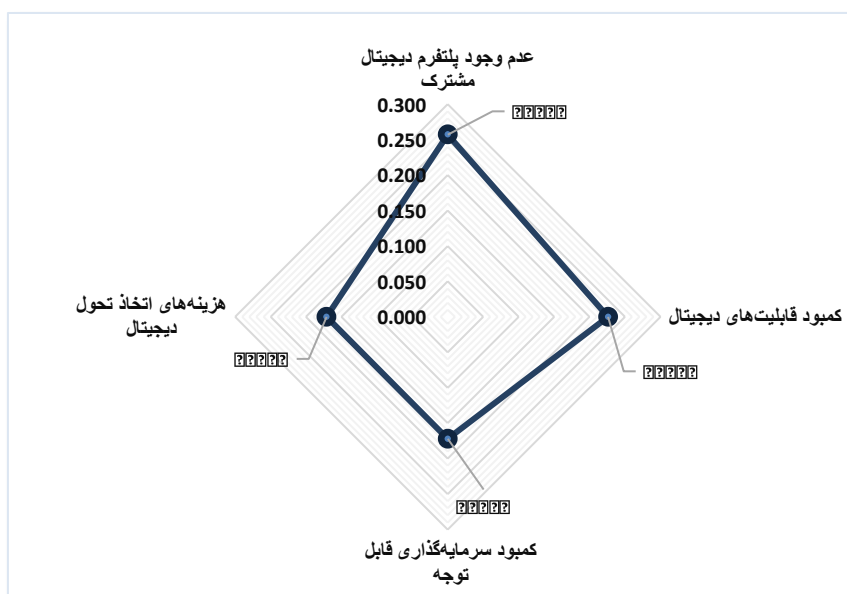 عدم وجود پلتفرم دیجیتال
مشترک
0.300
0.250
0.200
0.150
0.100
0.050
0.000
کمبود قابلیت‌های دیجیتال
هزینه‌های اتخاذ تحول
دیجیتال
کمبود سرمایه‌گذاری قابل
توجه